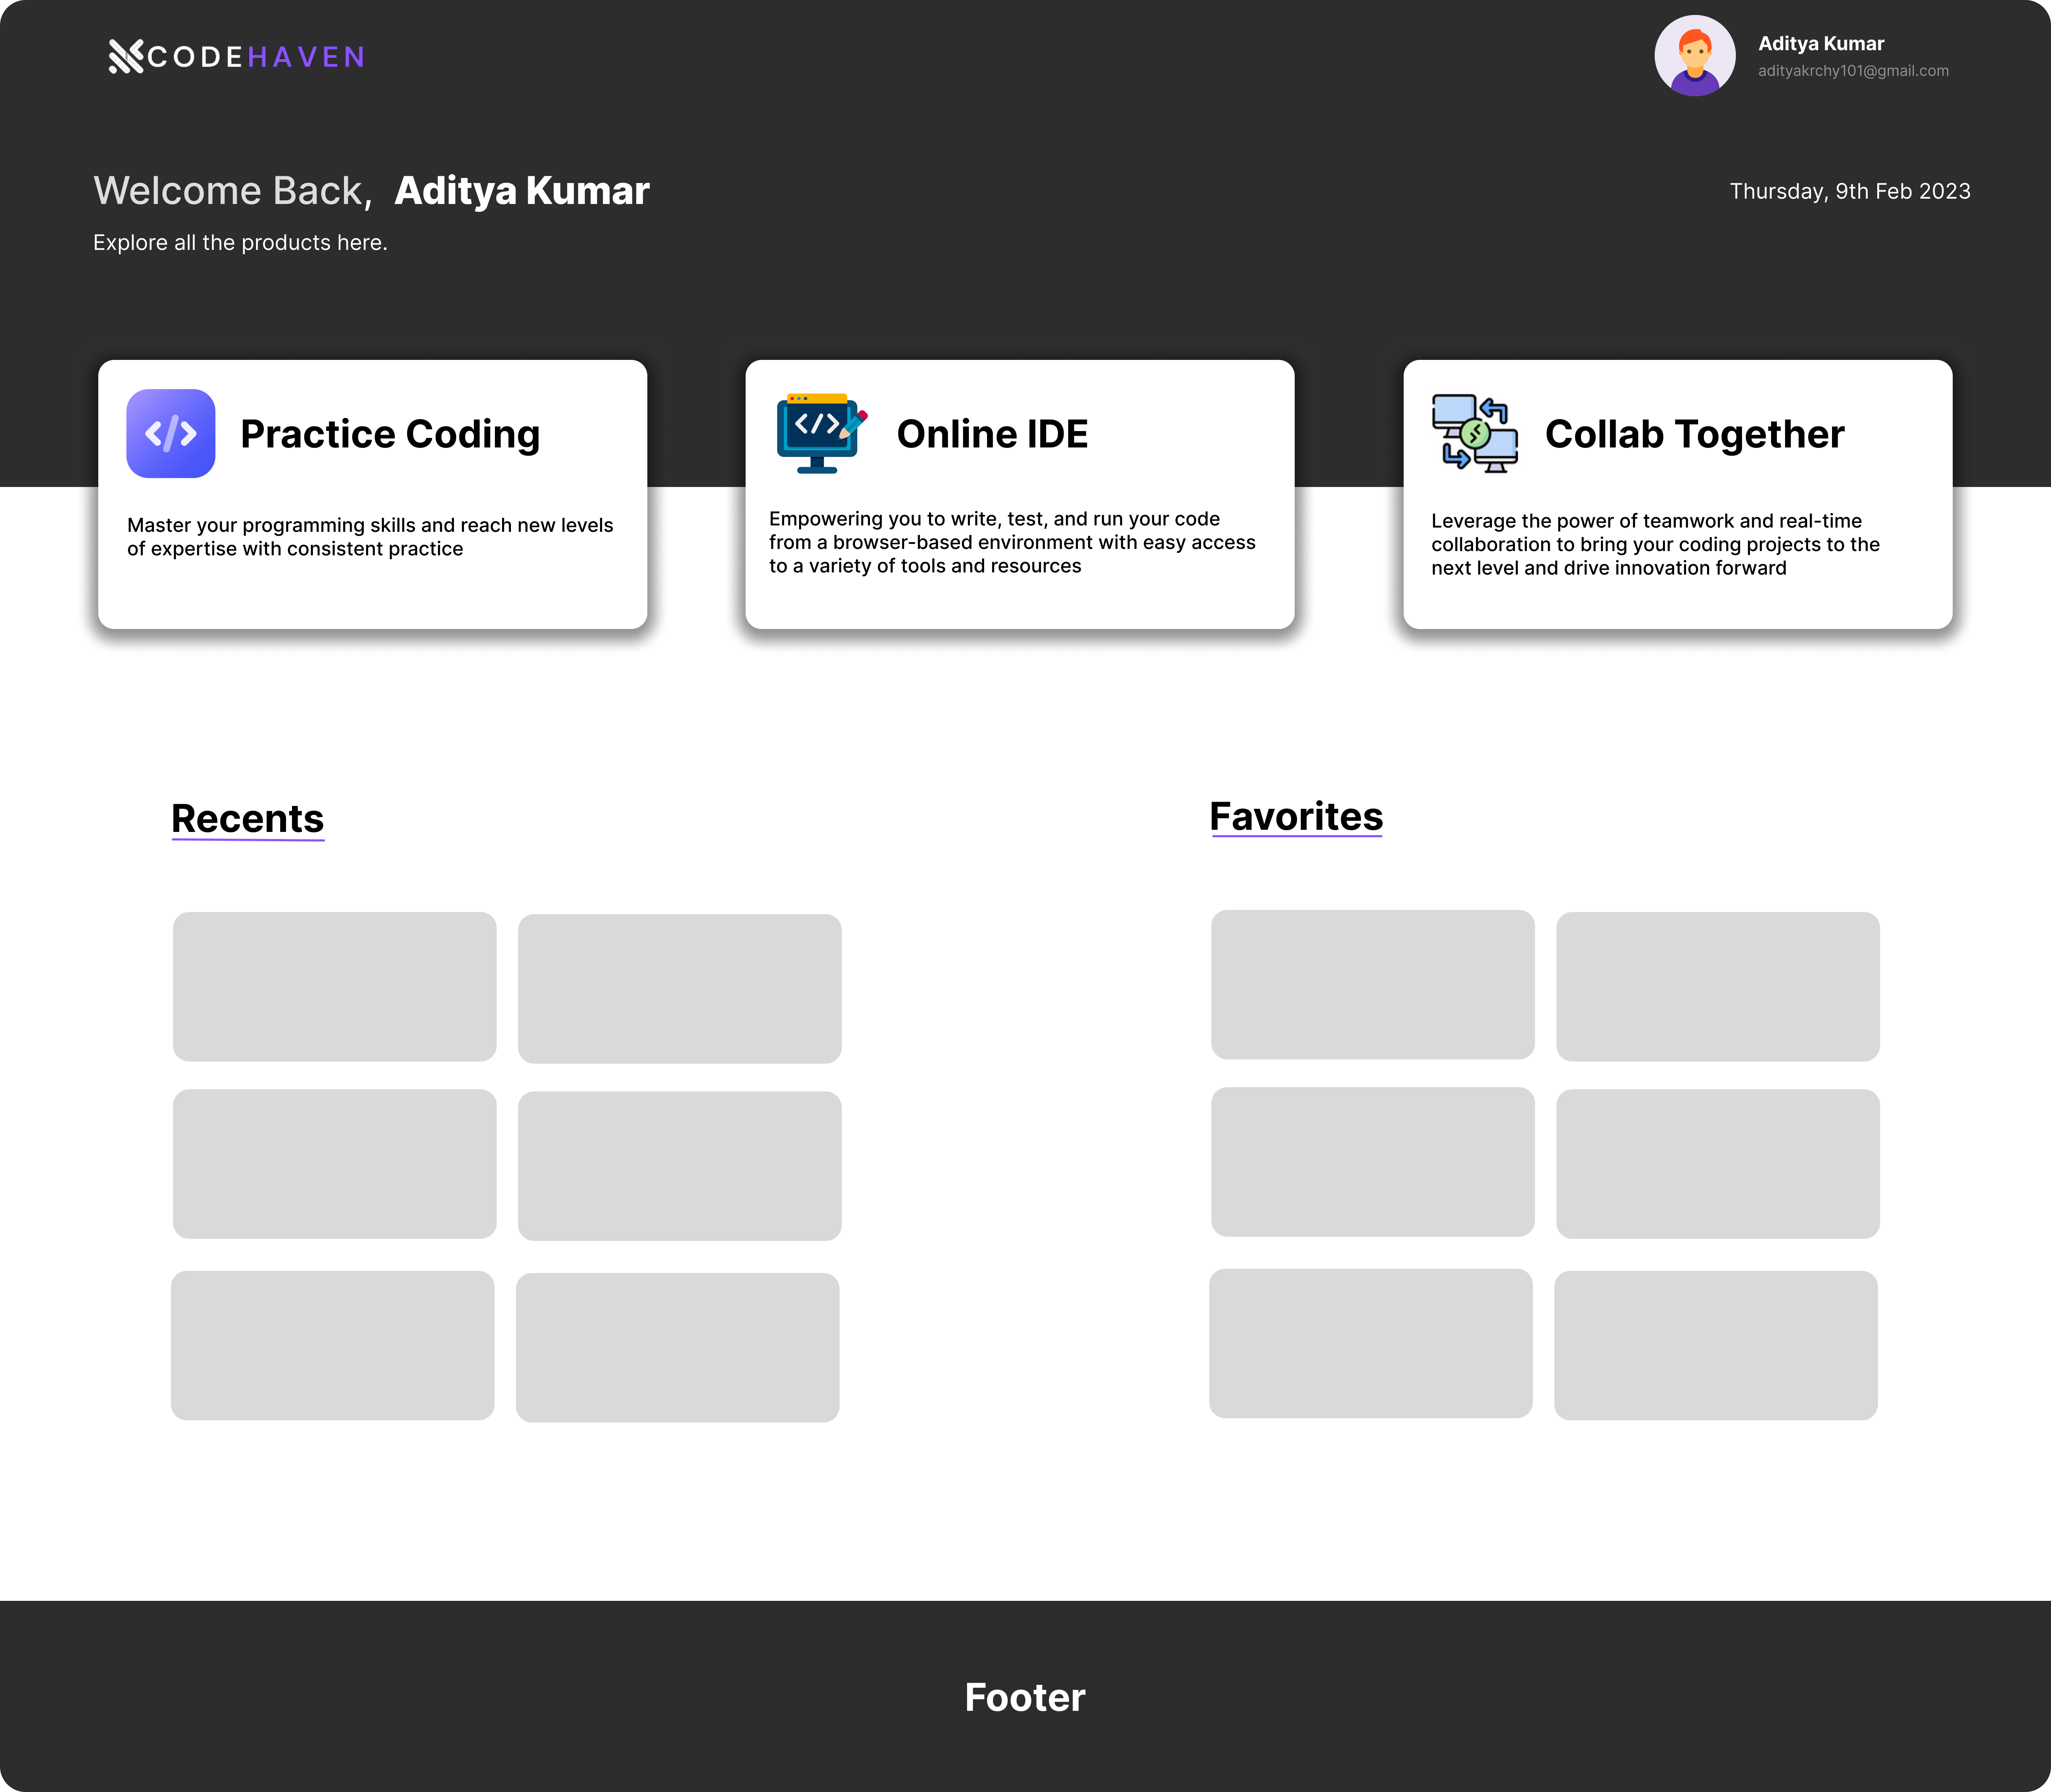 CODEHAVEN
Aditya Kumar
adityakrchy101@gmail.com
Welcome Back, Aditya Kumar
Thursday, 9th Feb 2023
Explore all the products here.
Practice Coding
Master your programming skills and reach new levels
of expertise with consistent practice
Online IDE
Empowering you to write, test, and run your code
from a browser-based environment with easy access
to a variety of tools and resources
Collab Together
Leverage the power of teamwork and real-time
collaboration to bring your coding projects to the
next level and drive innovation forward
Recents
Favorites
Footer